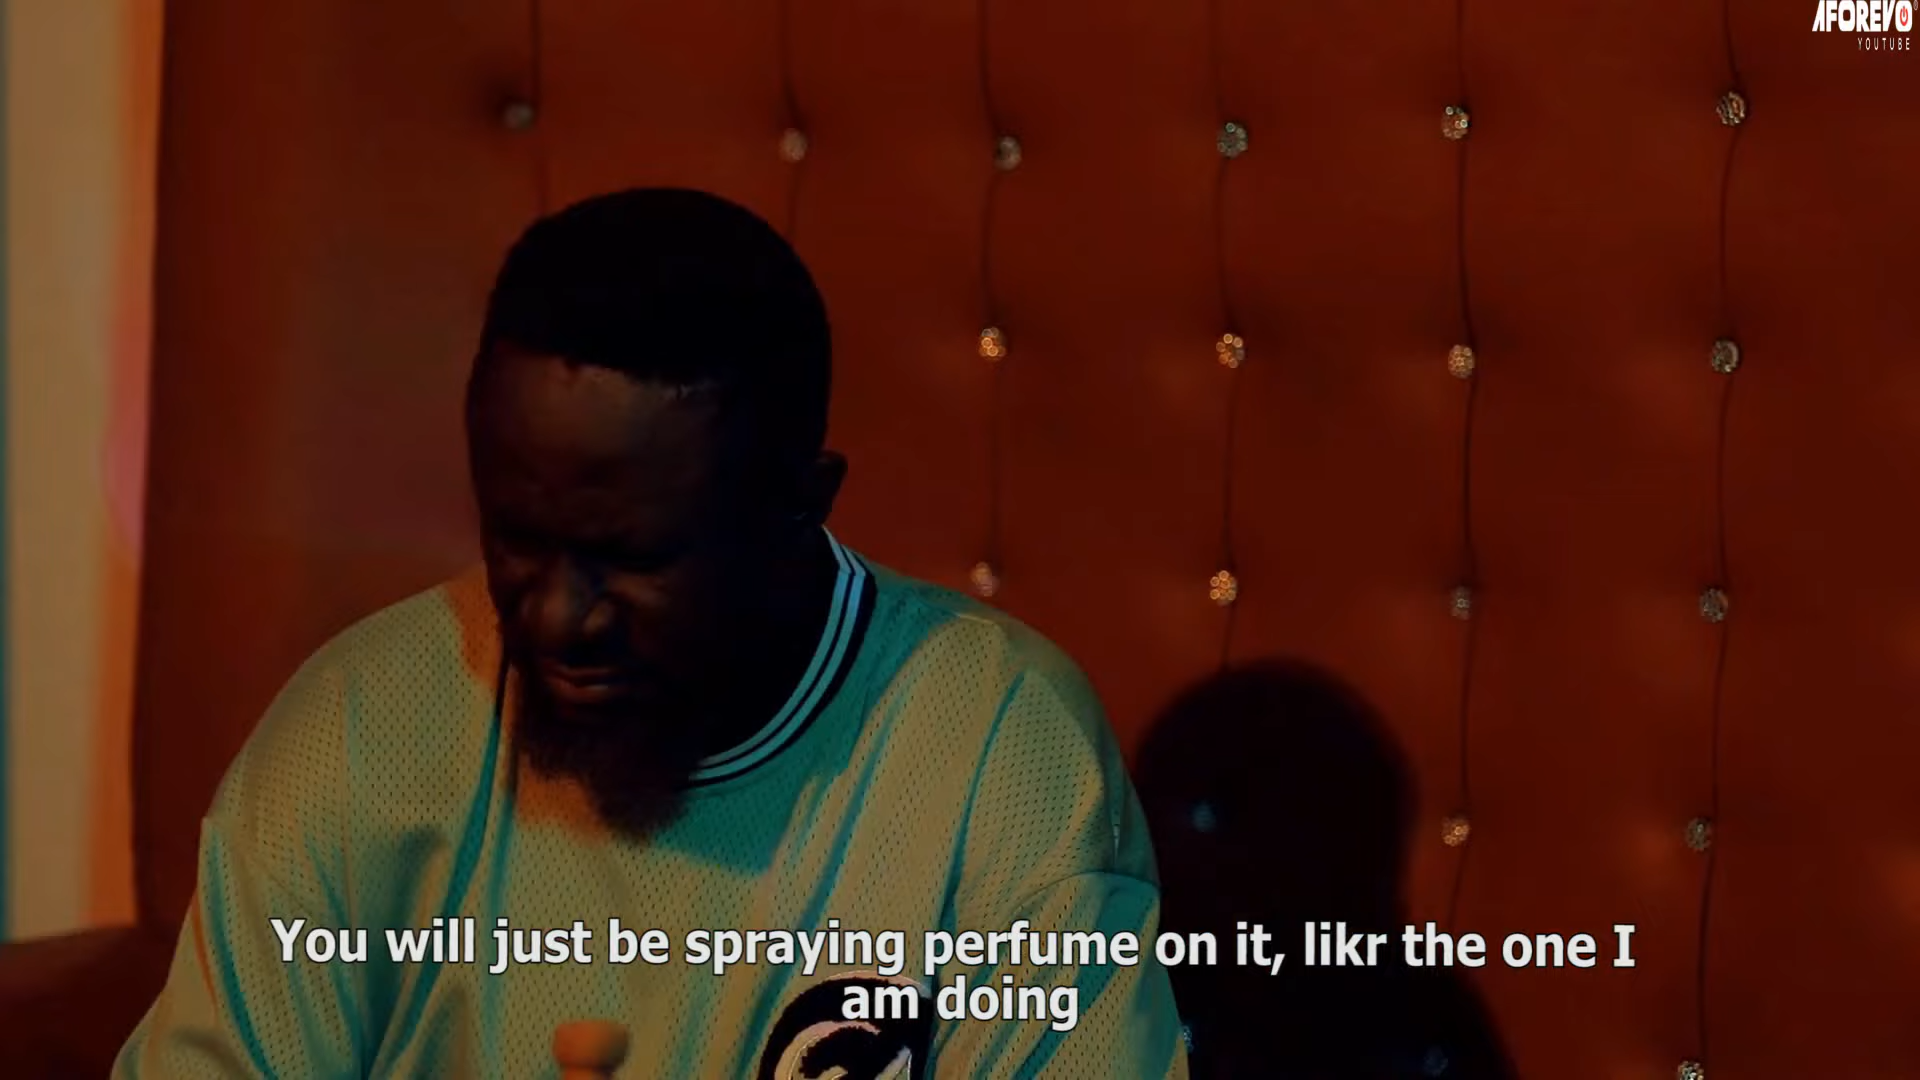 AFOREVO
YOUTUBE
You will just be spraying perfume on it, likr the one I
am doing